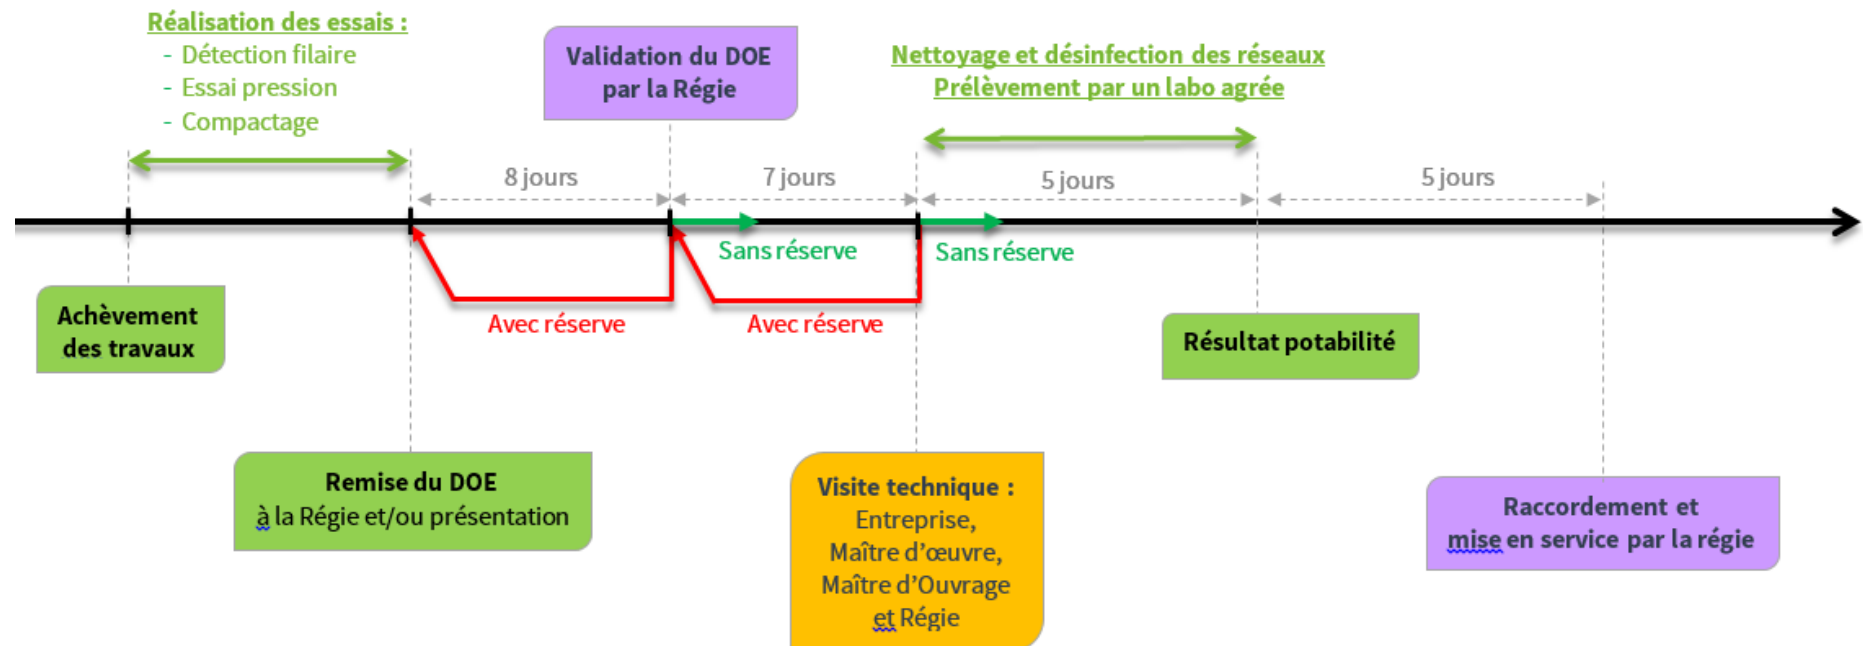 Réalisation des essais :
- Détection filaire
- Essai pression
- Compactage
Validation du DOE
par la Régie
Nettoyage et désinfection des réseaux
Prélèvement par un labo agrée
8 jours
7 jours
5 jours
5 jours
Sans réserve
Sans réserve
Avec réserve
Avec réserve
Achèvement
des travaux
Résultat potabilité
Remise du DOE
à la Régie et/ou présentation
Visite technique :
Entreprise,
Maître d’œuvre,
Maître d’Ouvrage
et Régie
Raccordement et
mise en service par la régie